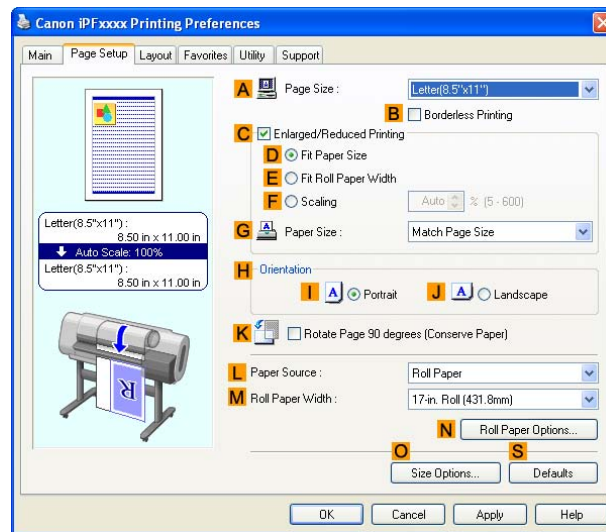 Canon iPFxxxx Printing Preferences
Main Page Setup Layout Favorites Utility Support
A Page Size : Letter(8.5"x11")
B Borderless Printing
C Enlarged/Reduced Printing
D Fit Paper Size
E Fit Roll Paper Width
F Scaling Auto % (5 - 600)
G Paper Size : Match Page Size
Letter(8.5"x11") :
8.50 in x 11.00 in
Auto Scale: 100%
Letter(8.5"x11") :
8.50 in x 11.00 in
H Orientation
I A Portrait J A Landscape
K Rotate Page 90 degrees (Conserve Paper)
R
L Paper Source : Roll Paper
M Roll Paper Width : 17-in. Roll (431.8mm)
N Roll Paper Options...
O S
Size Options... Defaults
OK Cancel Apply Help